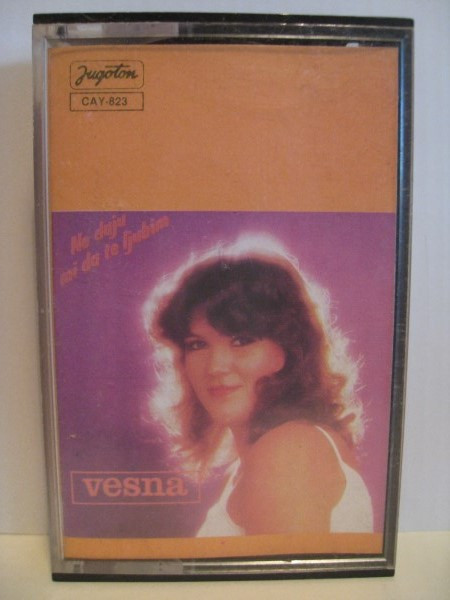 Jugoton
CAY-823
Ne daju
mi da te ljubim
vesna